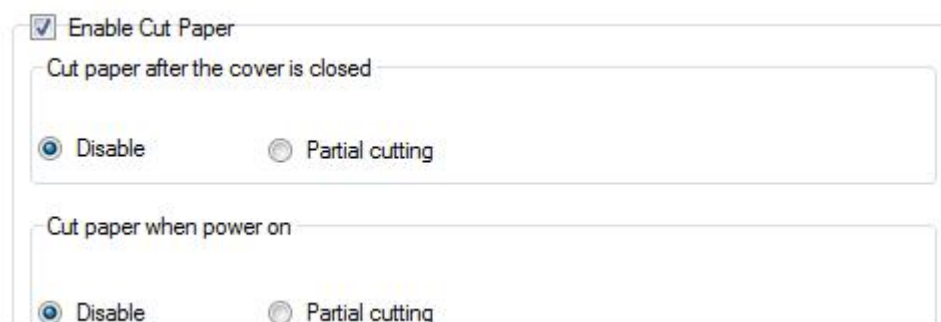 Enable Cut Paper
Cut paper after the cover is closed
Disable Partial cutting
Cut paper when power on
Disable Partial cutting